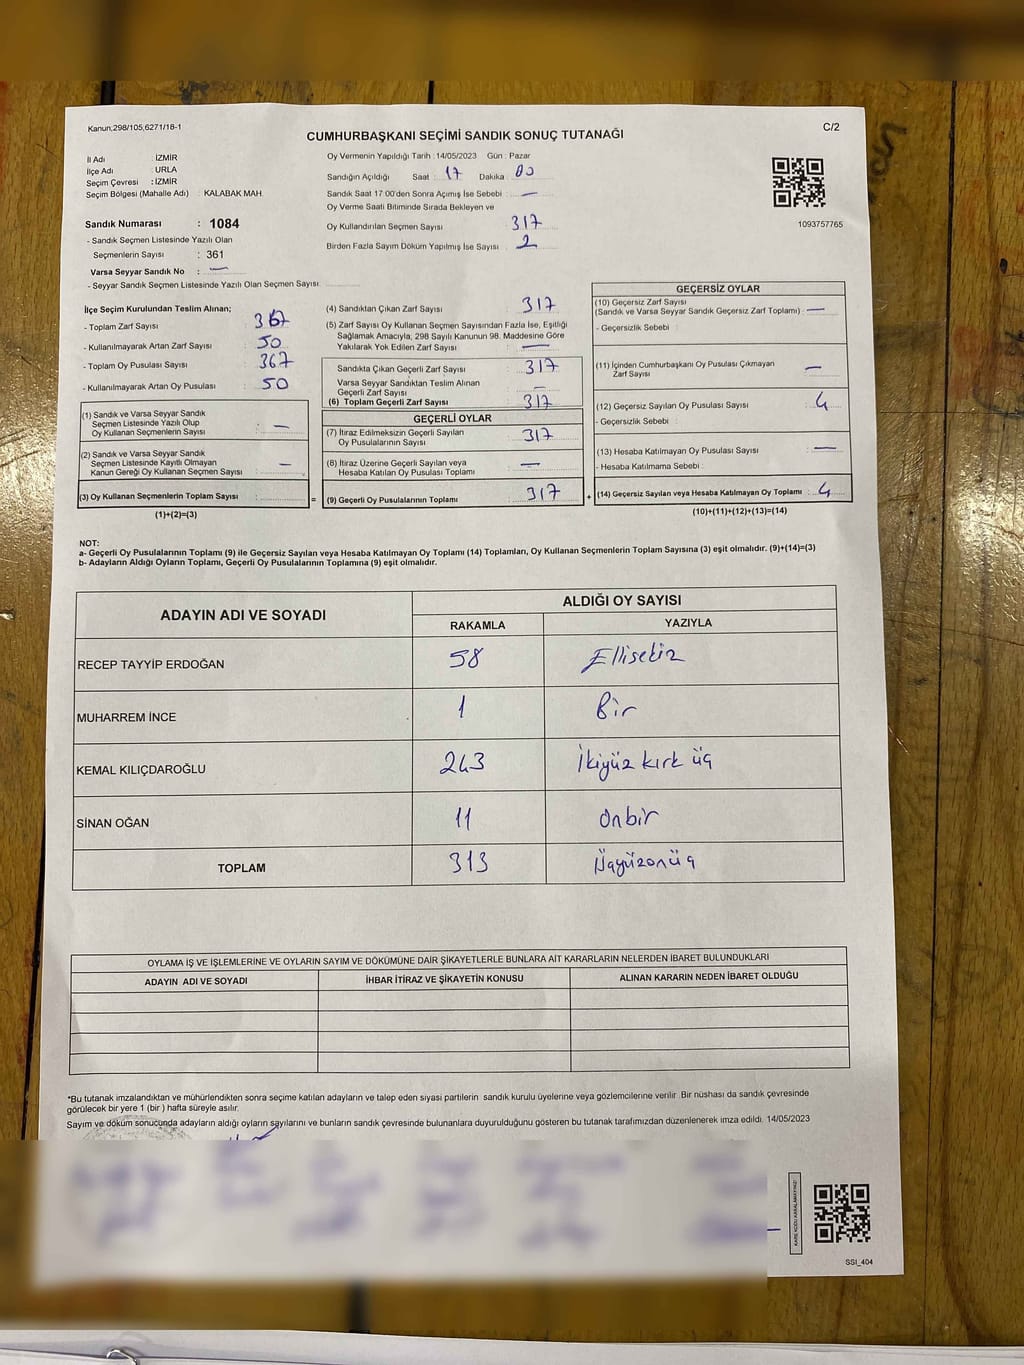 Kanun;298/105;6271/18-1
CUMHURBAŞKANI SEÇİMİ SANDIK SONUÇ TUTANAĞI
C/2
İl Adı : İZMİR
İlçe Adı : URLA
Seçim Çevresi : İZMİR
Seçim Bölgesi (Mahalle Adı) : KALABAK MAH.
Oy Vermenin Yapıldığı Tarih : 14/05/2023 Gün : Pazar
Sandığın Açıldığı Saat : 17 Dakika : 00
Sandık Saat 17.00'den Sonra Açımış İse Sebebi : —
Oy Verme Saati Bitiminde Sırada Bekleyen ve
Oy Kullandırılan Seçmen Sayısı : 317
Birden Fazla Sayım Döküm Yapılmış İse Sayısı : 2
1093757765
Sandık Numarası : 1084
- Sandık Seçmen Listesinde Yazılı Olan
Seçmenlerin Sayısı : 361
Varsa Seyyar Sandık No : —
- Seyyar Sandık Seçmen Listesinde Yazılı Olan Seçmen Sayısı :
İlçe Seçim Kurulundan Teslim Alınan;
- Toplam Zarf Sayısı : 367
- Kullanılmayarak Artan Zarf Sayısı : 50
- Toplam Oy Pusulası Sayısı : 367
- Kullanılmayarak Artan Oy Pusulası : 50
(1) Sandık ve Varsa Seyyar Sandık
Seçmen Listesinde Yazılı Olup
Oy Kullanan Seçmenlerin Sayısı : —
(2) Sandık ve Varsa Seyyar Sandık
Seçmen Listesinde Kayıtlı Olmayan
Kanun Gereği Oy Kullanan Seçmen Sayısı : —
(3) Oy Kullanan Seçmenlerin Toplam Sayısı : =
(1)+(2)=(3)
(4) Sandıktan Çıkan Zarf Sayısı : 317
(5) Zarf Sayısı Oy Kullanan Seçmen Sayısından Fazla İse, Eşitliği
Sağlamak Amacıyla, 298 Sayılı Kanunun 98. Maddesine Göre
Yakılarak Yok Edilen Zarf Sayısı : —
Sandıkta Çıkan Geçerli Zarf Sayısı : 317
Varsa Seyyar Sandıktan Teslim Alınan
Geçerli Zarf Sayısı : —
(6) Toplam Geçerli Zarf Sayısı : 317
GEÇERLİ OYLAR
(7) İtiraz Edilmeksizin Geçerli Sayılan
Oy Pusulalarının Sayısı : 317
(8) İtiraz Üzerine Geçerli Sayılan veya
Hesaba Katılan Oy Pusulası Toplamı : —
(9) Geçerli Oy Pusulalarının Toplamı : 317 +
GEÇERSİZ OYLAR
(10) Geçersiz Zarf Sayısı
(Sandık ve Varsa Seyyar Sandık Geçersiz Zarf Toplamı) : —
- Geçersizlik Sebebi :
(11) İçinden Cumhurbaşkanı Oy Pusulası Çıkmayan
Zarf Sayısı : —
(12) Geçersiz Sayılan Oy Pusulası Sayısı : 4
- Geçersizlik Sebebi :
(13) Hesaba Katılmayan Oy Pusulası Sayısı : —
- Hesaba Katılmama Sebebi :
(14) Geçersiz Sayılan veya Hesaba Katılmayan Oy Toplamı : 4
(10)+(11)+(12)+(13)=(14)
NOT:
a- Geçerli Oy Pusulalarının Toplamı (9) ile Geçersiz Sayılan veya Hesaba Katılmayan Oy Toplamı (14) Toplamları, Oy Kullanan Seçmenlerin Toplam Sayısına (3) eşit olmalıdır. (9)+(14)=(3)
b- Adayların Aldığı Oyların Toplamı, Geçerli Oy Pusulalarının Toplamına (9) eşit olmalıdır.
ADAYIN ADI VE SOYADI
ALDIĞI OY SAYISI
RAKAMLA YAZIYLA
RECEP TAYYİP ERDOĞAN 58 Ellisekiz
MUHARREM İNCE 1 Bir
KEMAL KILIÇDAROĞLU 243 İkiyüz kırk üç
SİNAN OĞAN 11 Onbir
TOPLAM 313 Üçyüzonüç
OYLAMA İŞ VE İŞLEMLERİNE VE OYLARIN SAYIM VE DÖKÜMÜNE DAİR ŞİKAYETLERLE BUNLARA AİT KARARLARIN NELERDEN İBARET BULUNDUKLARI
ADAYIN ADI VE SOYADI İHBAR İTİRAZ VE ŞİKAYETİN KONUSU ALINAN KARARIN NEDEN İBARET OLDUĞU
*Bu tutanak imzalandıktan ve mühürlendikten sonra seçime katılan adayların ve talep eden siyasi partilerin sandık kurulu üyelerine veya gözlemcilerine verilir. Bir nüshası da sandık çevresinde
görülecek bir yere 1 (bir ) hafta süreyle asılır.
Sayım ve döküm sonucunda adayların aldığı oyların sayılarını ve bunların sandık çevresinde bulunanlara duyurulduğunu gösteren bu tutanak tarafımızdan düzenlenerek imza edildi. 14/05/2023
KARE KODU KARALAMAYINIZ!
SSI_404